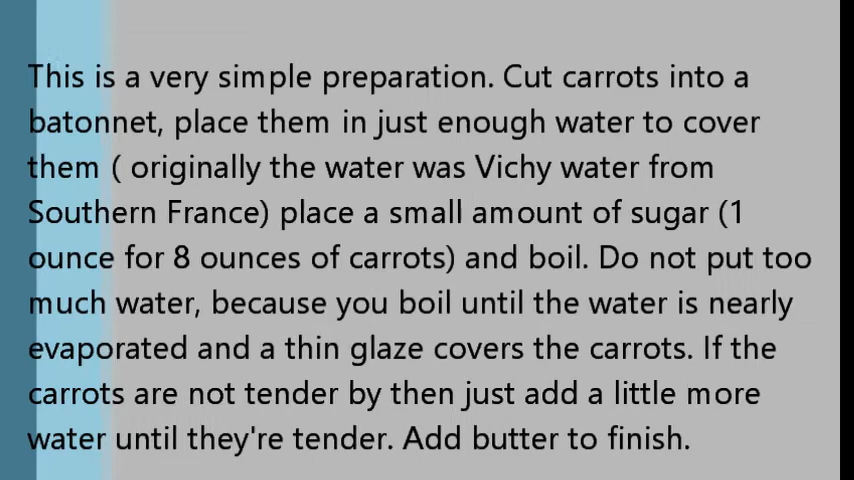 This is a very simple preparation. Cut carrots into a
batonnet, place them in just enough water to cover
them ( originally the water was Vichy water from
Southern France) place a small amount of sugar (1
ounce for 8 ounces of carrots) and boil. Do not put too
much water, because you boil until the water is nearly
evaporated and a thin glaze covers the carrots. If the
carrots are not tender by then just add a little more
water until they're tender. Add butter to finish.